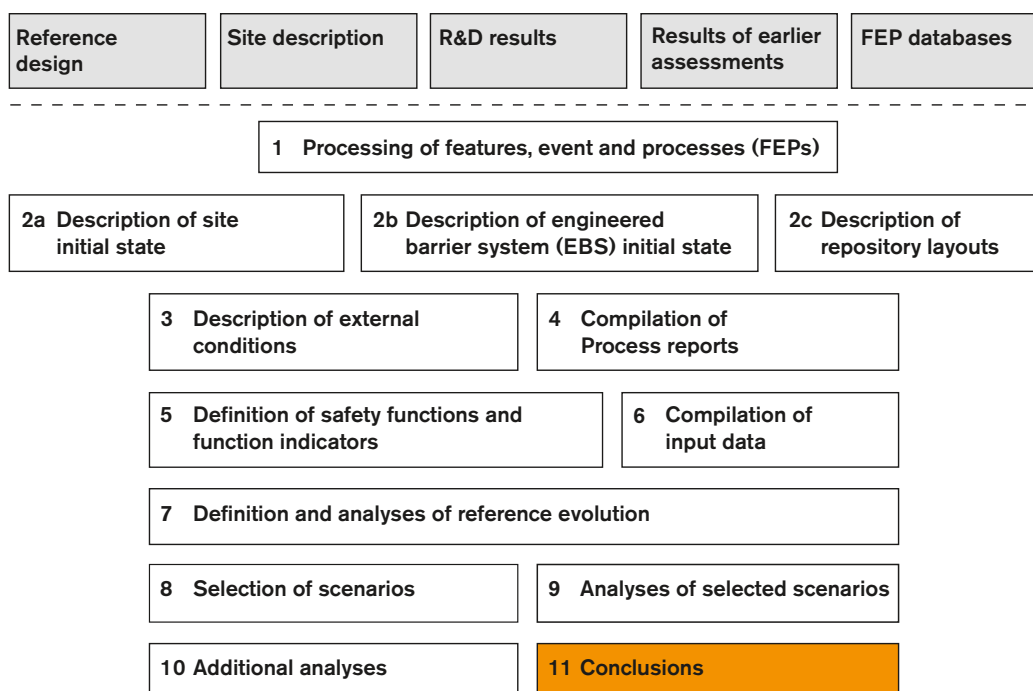 Reference
design
Site description
R&D results
Results of earlier
assessments
FEP databases
1 Processing of features, event and processes (FEPs)
2a Description of site
initial state
2b Description of engineered
barrier system (EBS) initial state
2c Description of
repository layouts
3 Description of external
conditions
4 Compilation of
Process reports
5 Definition of safety functions and
function indicators
6 Compilation of
input data
7 Definition and analyses of reference evolution
8 Selection of scenarios
9 Analyses of selected scenarios
10 Additional analyses
11 Conclusions